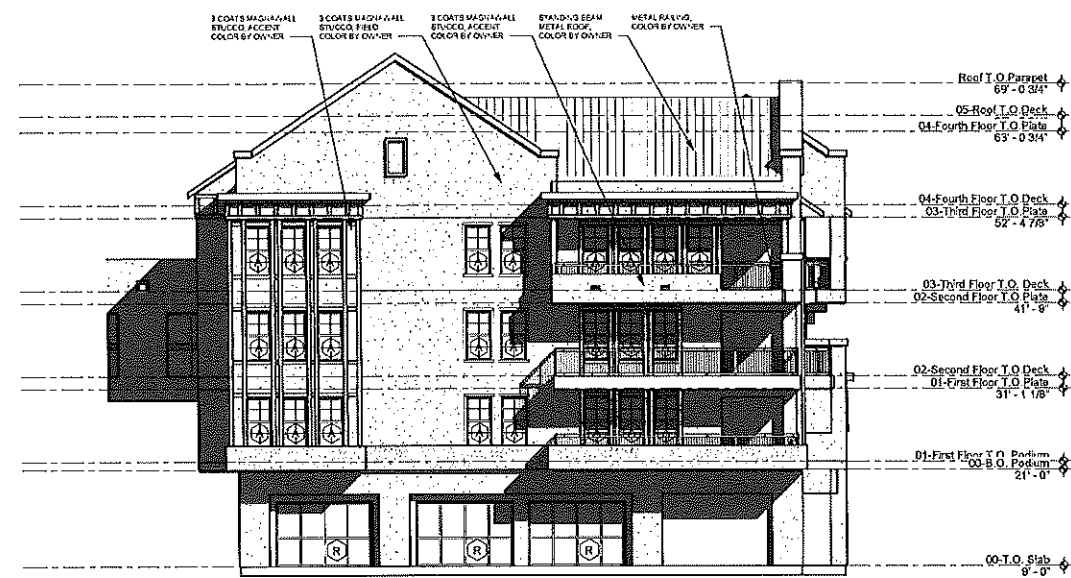 3 COATS MAGNAWALL
STUCCO, ACCENT
COLOR BY OWNER
3 COATS MAGNAWALL
STUCCO, FIELD
COLOR BY OWNER
3 COATS MAGNAWALL
STUCCO, ACCENT
COLOR BY OWNER
STANDING SEAM
METAL ROOF,
COLOR BY OWNER
METAL RAILING,
COLOR BY OWNER
Roof T.O.Parapet
69' - 0 3/4"
05-Roof T.O.Deck
04-Fourth Floor T.O.Plate
63' - 0 3/4"
04-Fourth Floor T.O.Deck
03-Third Floor T.O.Plate
52' - 4 7/8"
03-Third Floor T.O. Deck
02-Second Floor T.O.Plate
41' - 9"
02-Second Floor T.O.Deck
01-First Floor T.O.Plate
31' - 1 1/8"
01-First Floor T.O. Podium
00-B.O. Podium
21' - 0"
00-T.O. Slab
9' - 0"
R
R
R